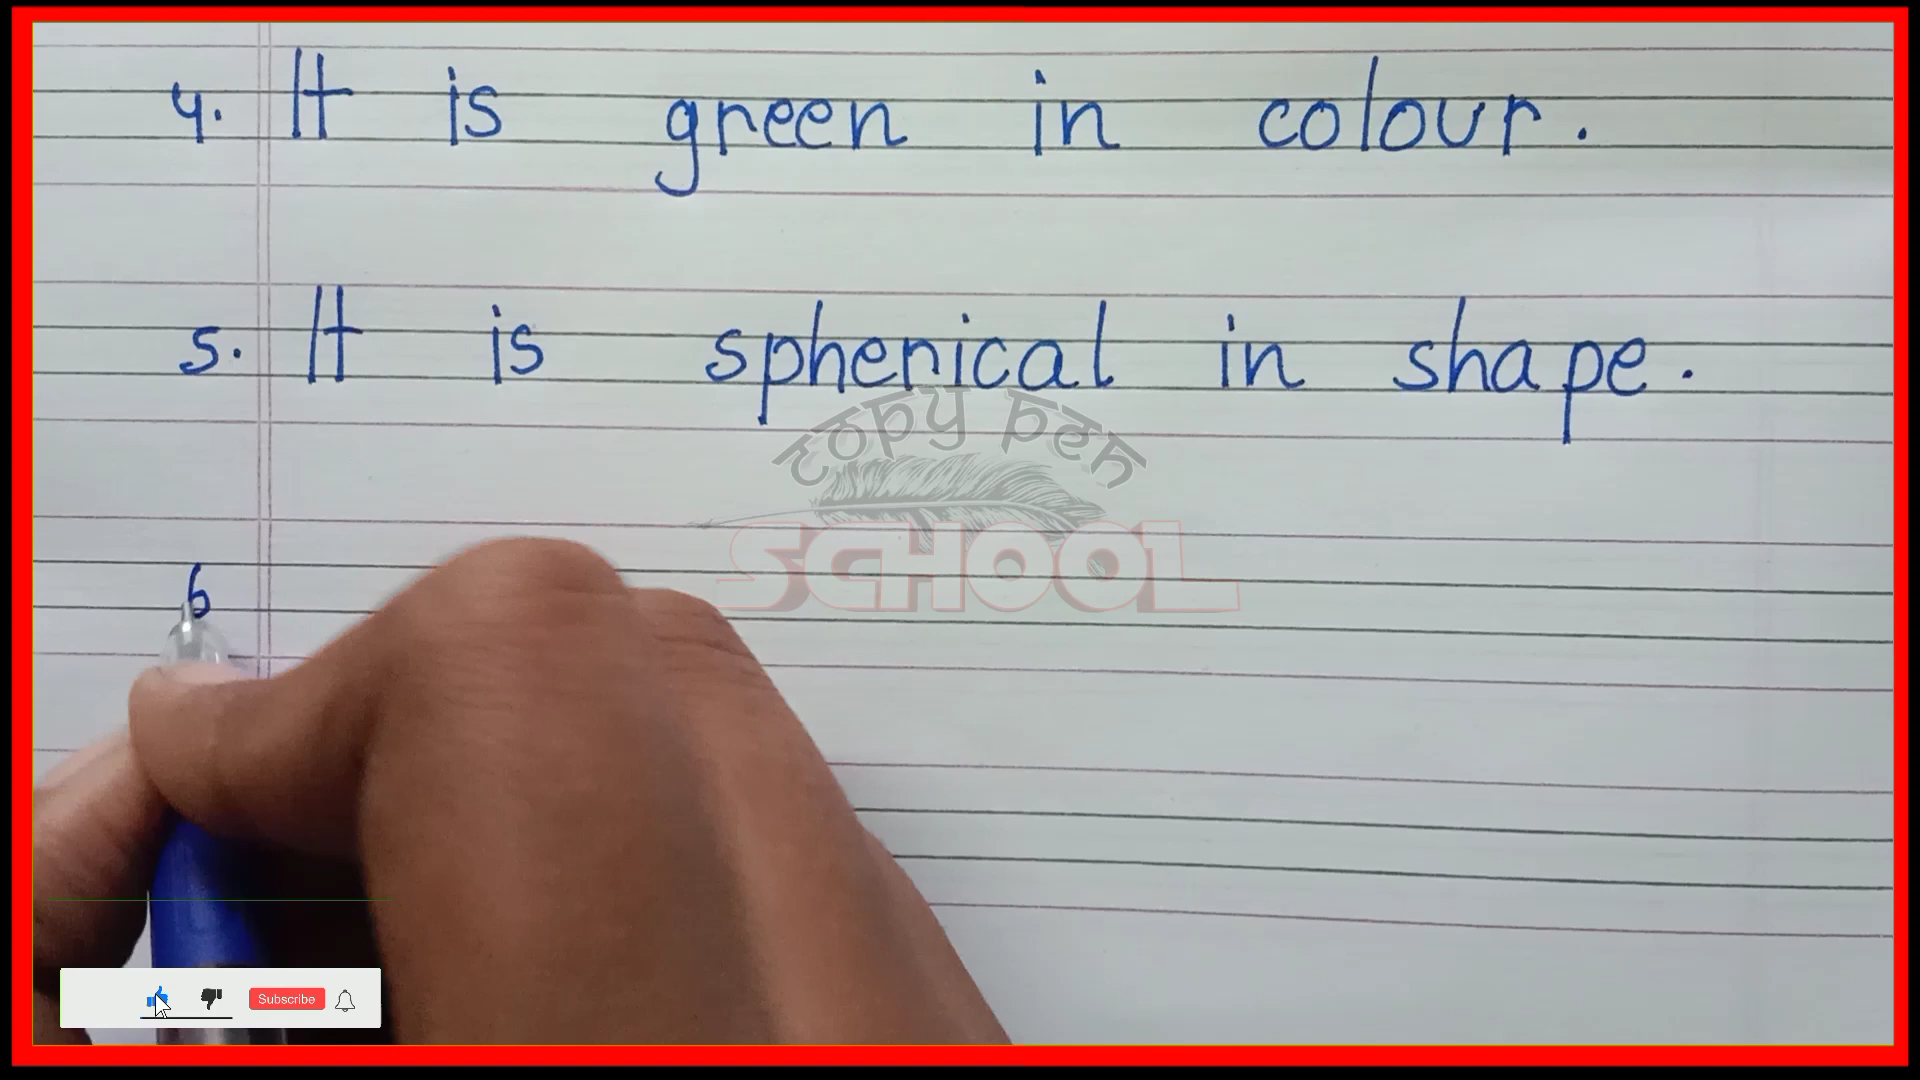 4. It is green in colour.
5. It is spherical in shape.
copy pen
SCHOOL
6
Subscribe